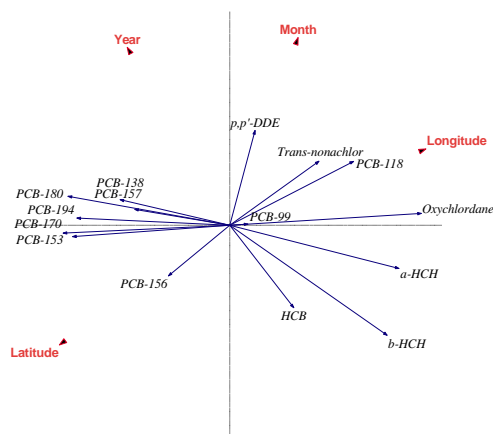 Month
Year
p,p'-DDE
Longitude
Trans-nonachlor
PCB-118
PCB-138
PCB-180
PCB-157
PCB-194
Oxychlordane
PCB-99
PCB-170
PCB-153
a-HCH
PCB-156
HCB
b-HCH
Latitude